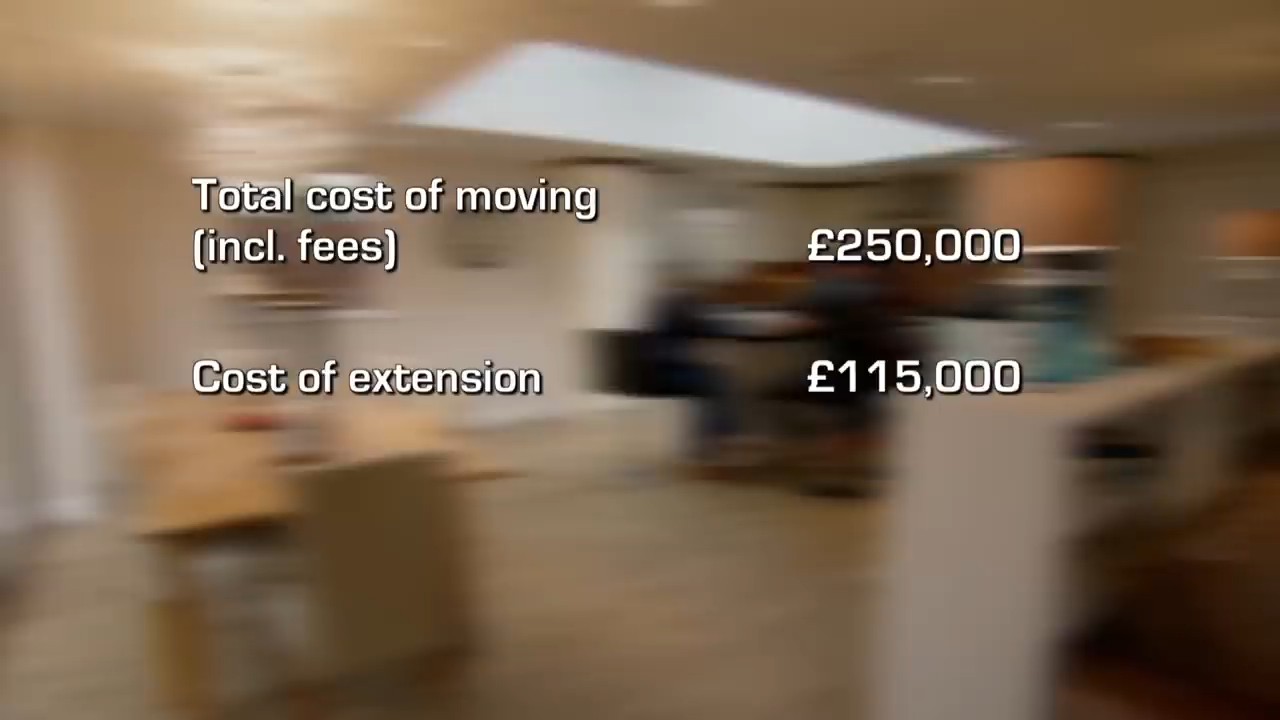 Total cost of moving
(incl. fees) £250,000
Cost of extension £115,000